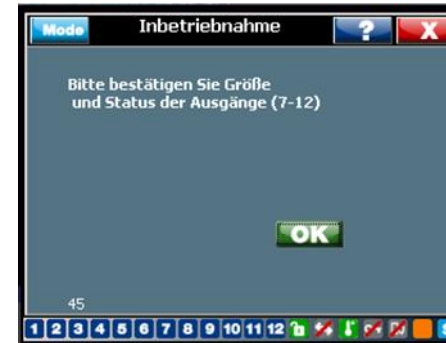 Mode Inbetriebnahme ? X
Bitte bestätigen Sie Größe
und Status der Ausgänge (7-12)
OK
45
1 2 3 4 5 6 7 8 9 10 11 12